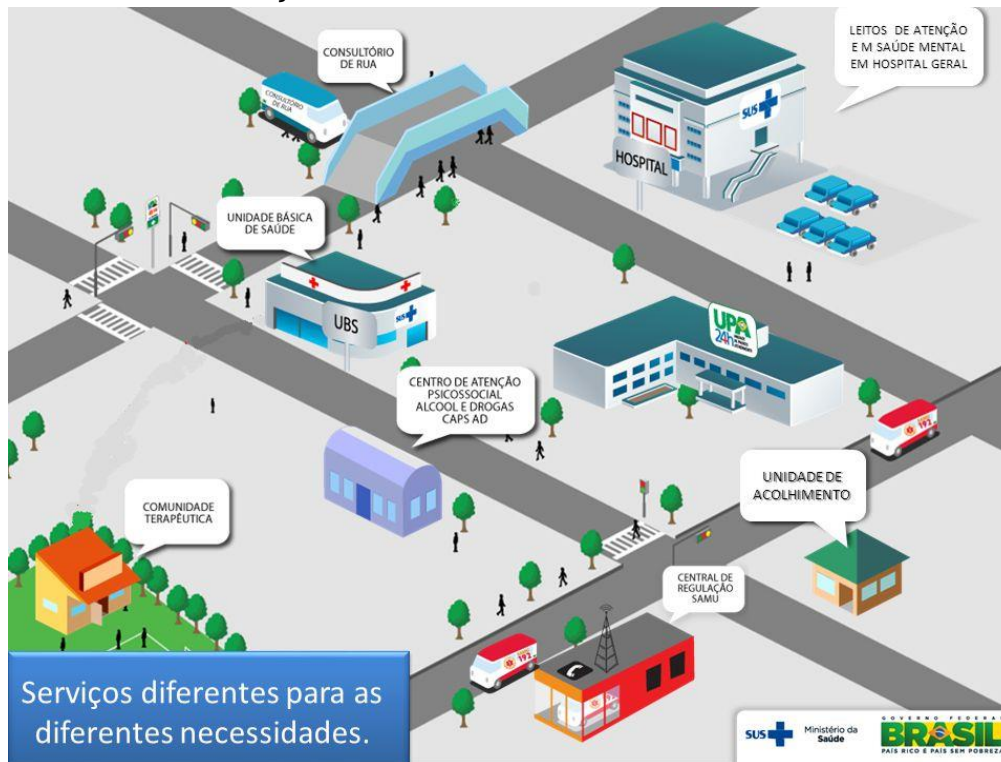 CONSULTÓRIO
DE RUA
CONSULTÓRIO
DE RUA
LEITOS DE ATENÇÃO
E M SAÚDE MENTAL
EM HOSPITAL GERAL
SUS
HOSPITAL
UNIDADE BÁSICA
DE SAÚDE
UBS
SUS
UPA
24h
CENTRO DE ATENÇÃO
PSICOSSOCIAL
ALCOOL E DROGAS
CAPS AD
192
UNIDADE DE
ACOLHIMENTO
COMUNIDADE
TERAPÊUTICA
CENTRAL DE
REGULAÇÃO
SAMU
192
Serviços diferentes para as
diferentes necessidades.
SUS
Ministério da
Saúde
GOVERNO FEDERAL
BRASIL
PAÍS RICO É PAÍS SEM POBREZA